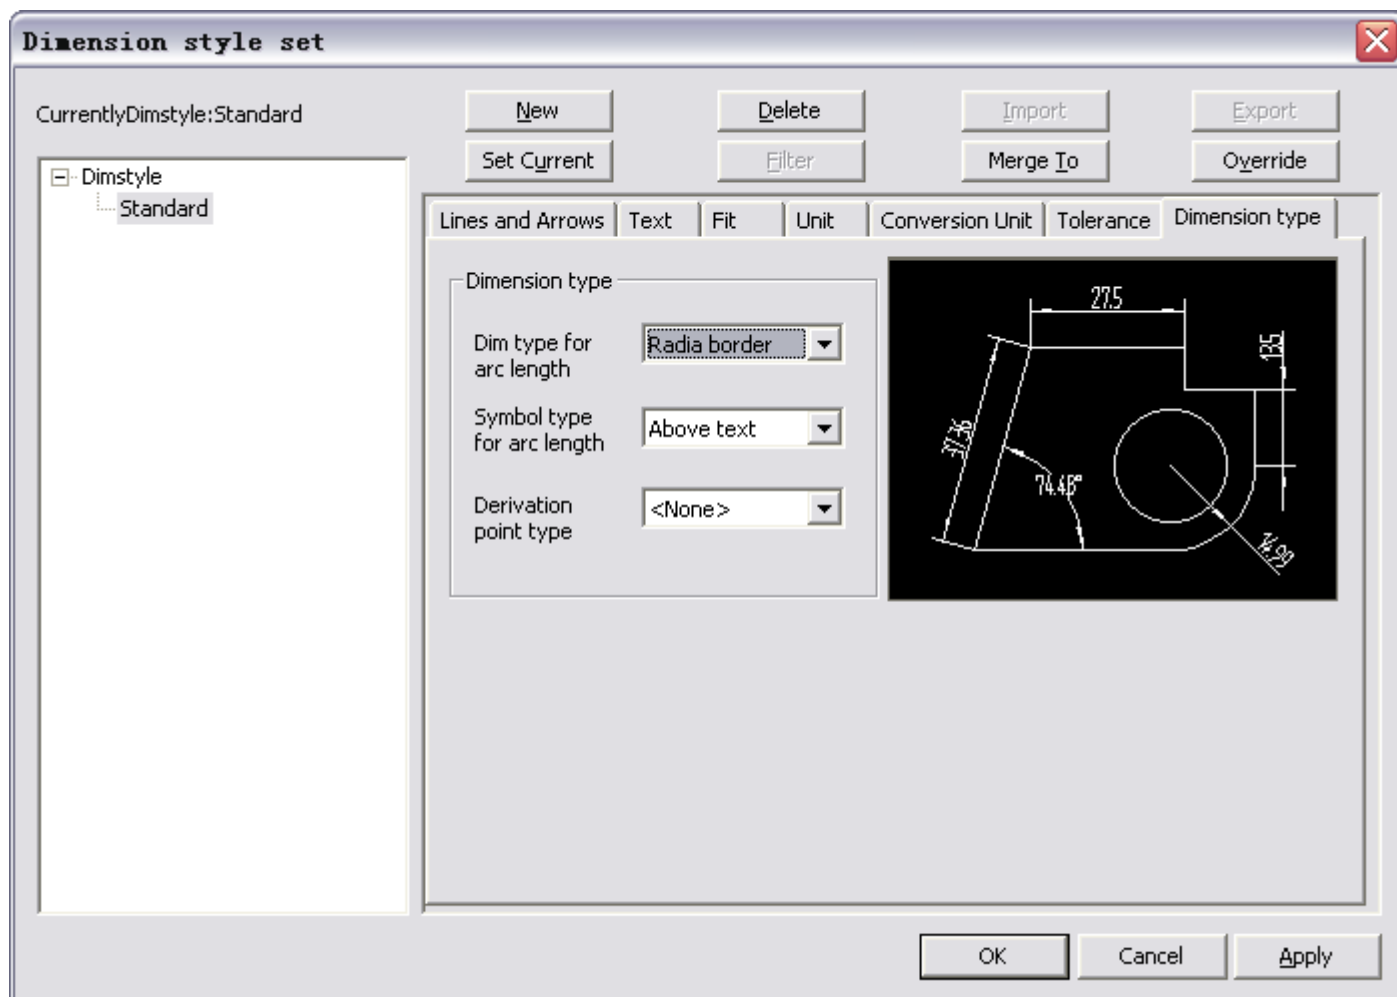 Dimension style set
CurrentlyDimstyle:Standard
New
Delete
Import
Export
Set Current
Filter
Merge To
Override
Dimstyle
Standard
Lines and Arrows
Text
Fit
Unit
Conversion Unit
Tolerance
Dimension type
Dimension type
Dim type for
arc length
Radia border
Symbol type
for arc length
Above text
Derivation
point type
<None>
27.5
13.5
37.36
74.48°
14.99
OK
Cancel
Apply